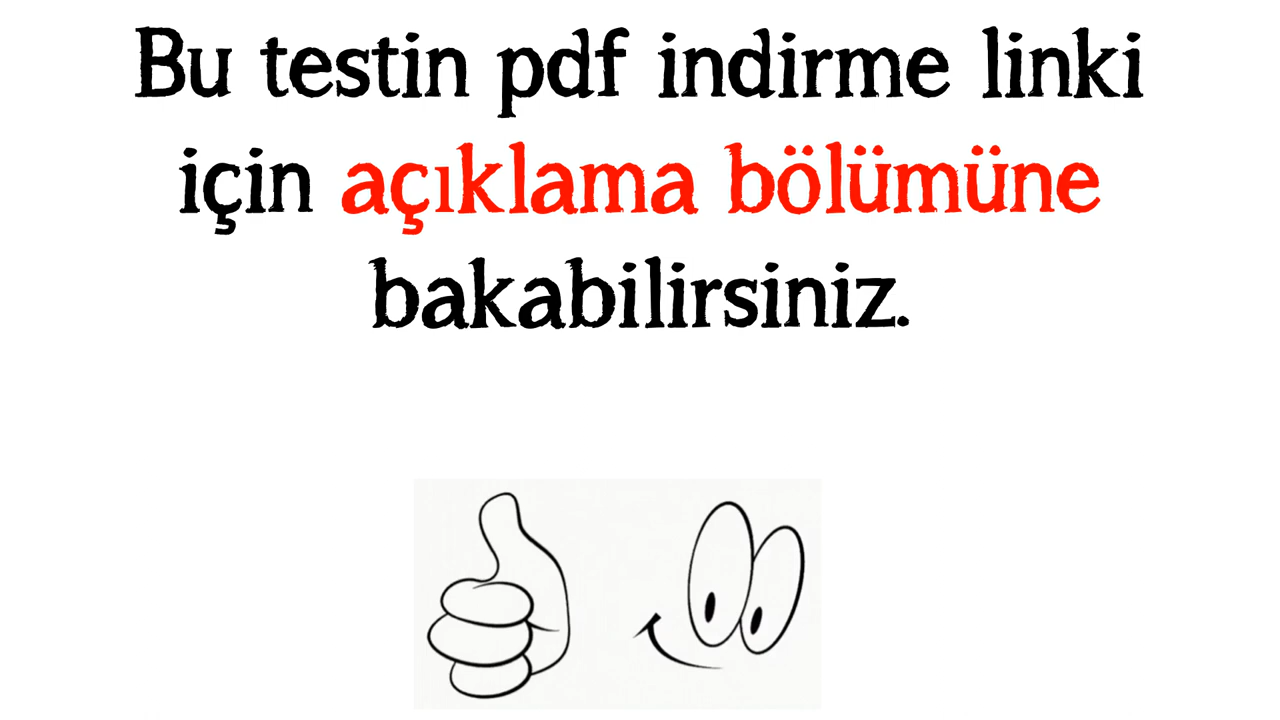 Bu testin pdf indirme linki
için açıklama bölümüne
bakabilirsiniz.